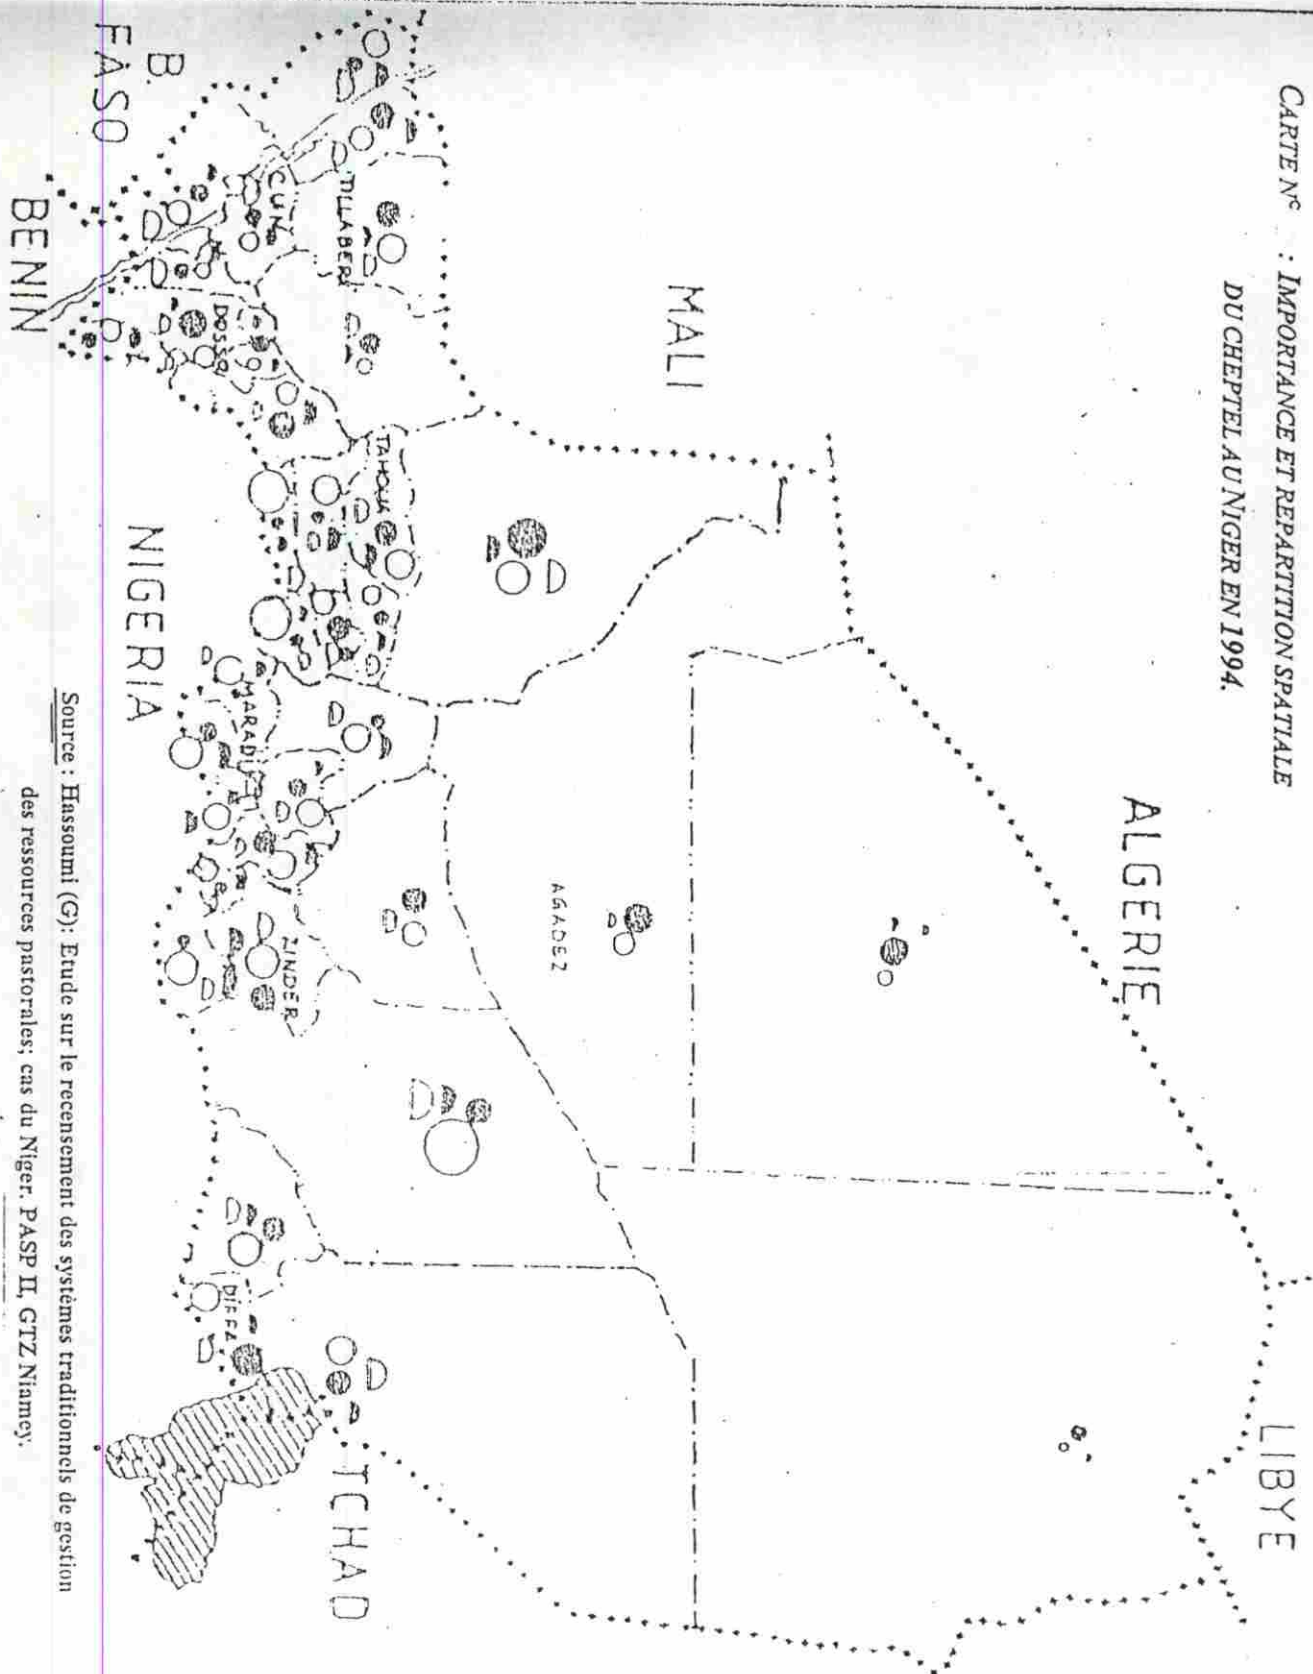 CARTE Nº : IMPORTANCE ET REPARTITION SPATIALE
DU CHEPTEL AU NIGER EN 1994.
ALGERIE
LIBYE
MALI
AGADEZ
TAHOUA
TILLABERI
CUN
DOSSO
MARADI
ZINDER
DIFFA
TCHAD
B.
FASO
BENIN
NIGERIA
Source : Hassoumi (G): Etude sur le recensement des systèmes traditionnels de gestion
des ressources pastorales; cas du Niger. PASP II, GTZ Niamey.